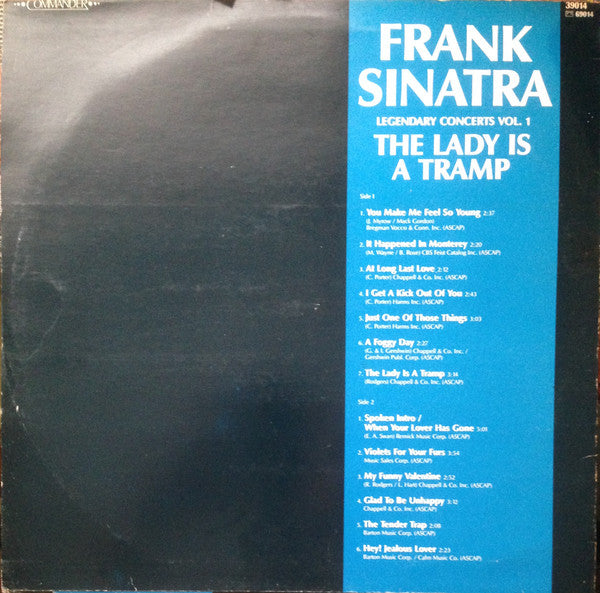 COMMANDER
39014
69014
FRANK
SINATRA
LEGENDARY CONCERTS VOL. 1
THE LADY IS
A TRAMP
Side 1
1. You Make Me Feel So Young 2:37
(J. Myrow / Mack Gordon)
Bregman Vocco & Conn. Inc. (ASCAP)
2. It Happened In Monterey 2:20
(M. Wayne / B. Rose) CBS Feist Catalog Inc. (ASCAP)
3. At Long Last Love 2:12
(C. Porter) Chappell & Co. Inc. (ASCAP)
4. I Get A Kick Out Of You 2:43
(C. Porter) Harms Inc. (ASCAP)
5. Just One Of Those Things 3:03
(C. Porter) Harms Inc. (ASCAP)
6. A Foggy Day 2:27
(G. & I. Gershwin) Chappell & Co. Inc. /
Gershwin Publ. Corp. (ASCAP)
7. The Lady Is A Tramp 3:14
(Rodgers) Chappell & Co. Inc. (ASCAP)
Side 2
1. Spoken Intro /
When Your Lover Has Gone 3:01
(E. A. Swan) Remick Music Corp. (ASCAP)
2. Violets For Your Furs 3:54
Music Sales Corp. (ASCAP)
3. My Funny Valentine 2:52
(R. Rodgers / L. Hart) Chappell & Co. Inc. (ASCAP)
4. Glad To Be Unhappy 3:12
Chappell & Co. Inc. (ASCAP)
5. The Tender Trap 2:08
Barton Music Corp. (ASCAP)
6. Hey! Jealous Lover 2:23
Barton Music Corp. / Cahn Music Co. (ASCAP)